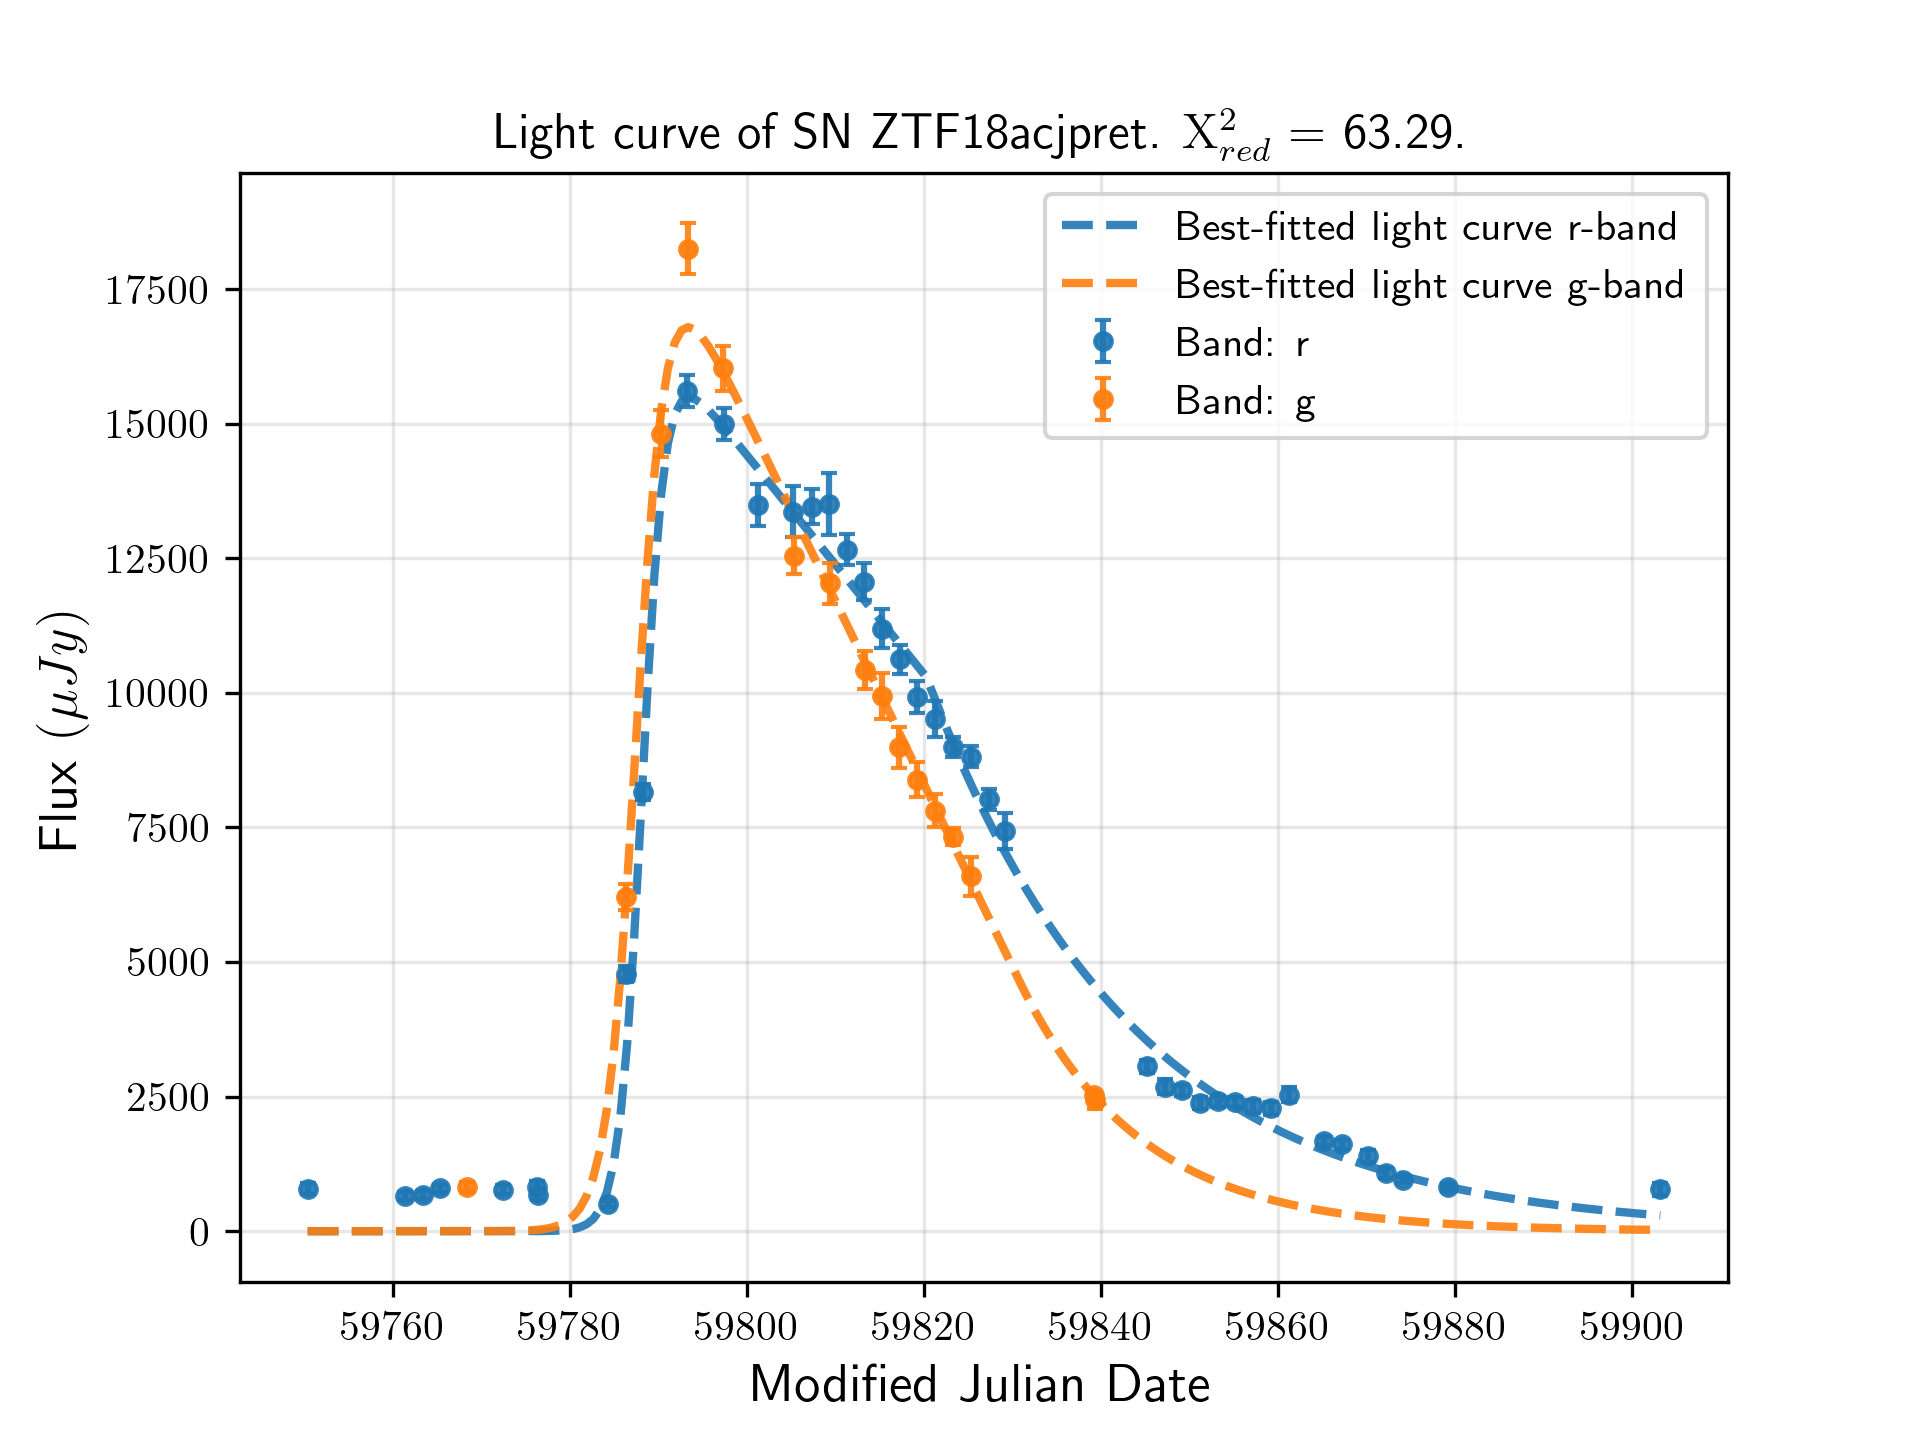 Light curve of SN ZTF18acjpret. X²_red = 63.29.
Best-fitted light curve r-band
Best-fitted light curve g-band
Band: r
Band: g
Flux (μJy)
17500
15000
12500
10000
7500
5000
2500
0
59760 59780 59800 59820 59840 59860 59880 59900
Modified Julian Date